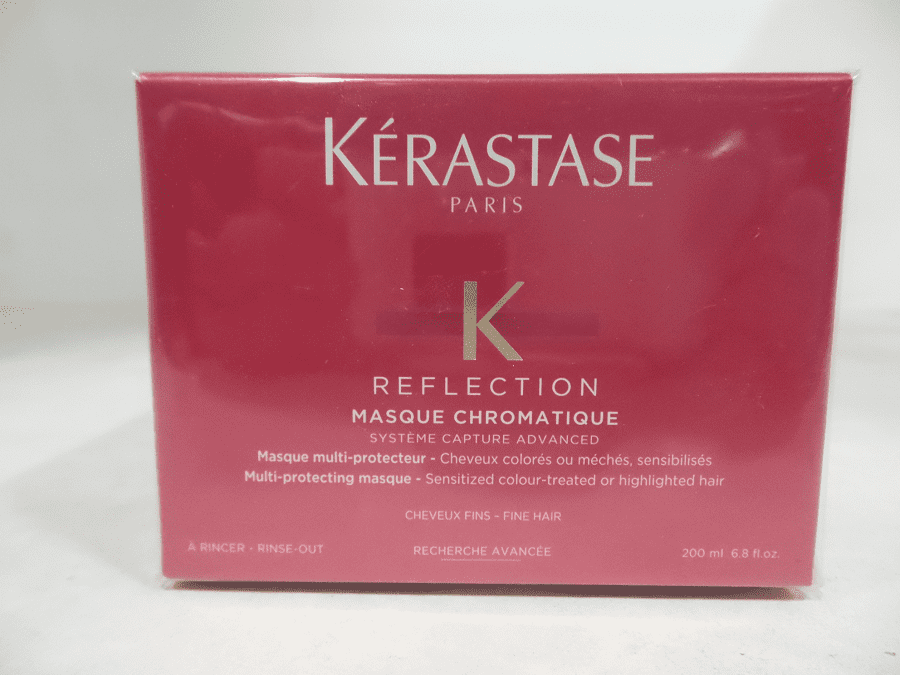 KÉRASTASE
PARIS
K
REFLECTION
MASQUE CHROMATIQUE
SYSTÈME CAPTURE ADVANCED
Masque multi-protecteur - Cheveux colorés ou méchés, sensibilisés
Multi-protecting masque - Sensitized colour-treated or highlighted hair
CHEVEUX FINS – FINE HAIR
À RINCER - RINSE-OUT
RECHERCHE AVANCÉE
200 ml 6.8 fl.oz.